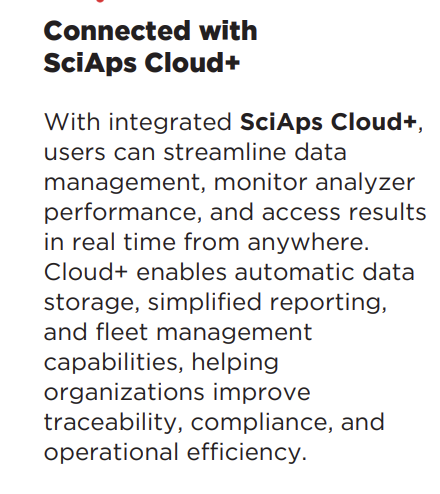 Connected with
SciAps Cloud+
With integrated SciAps Cloud+,
users can streamline data
management, monitor analyzer
performance, and access results
in real time from anywhere.
Cloud+ enables automatic data
storage, simplified reporting,
and fleet management
capabilities, helping
organizations improve
traceability, compliance, and
operational efficiency.